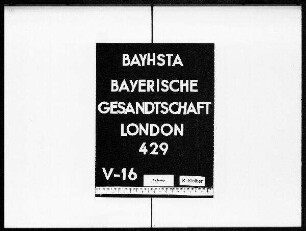 BAYHSTA
BAYERISCHE
GESANDTSCHAFT
LONDON
429
V-16